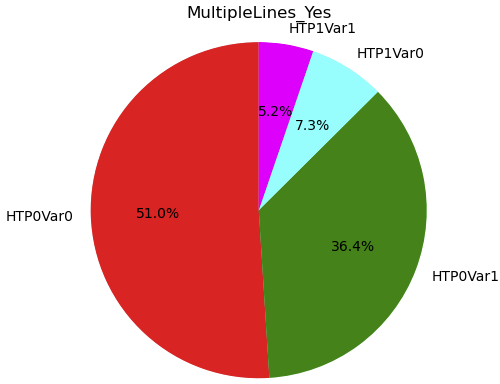 MultipleLines_Yes
HTP1Var1
HTP1Var0
5.2%
7.3%
HTP0Var0
51.0%
36.4%
HTP0Var1